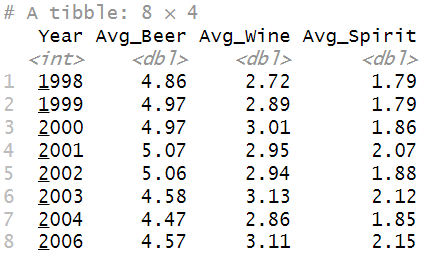 # A tibble: 8 × 4
Year Avg_Beer Avg_Wine Avg_Spirit
<int> <dbl> <dbl> <dbl>
1 1998 4.86 2.72 1.79
2 1999 4.97 2.89 1.79
3 2000 4.97 3.01 1.86
4 2001 5.07 2.95 2.07
5 2002 5.06 2.94 1.88
6 2003 4.58 3.13 2.12
7 2004 4.47 2.86 1.85
8 2006 4.57 3.11 2.15